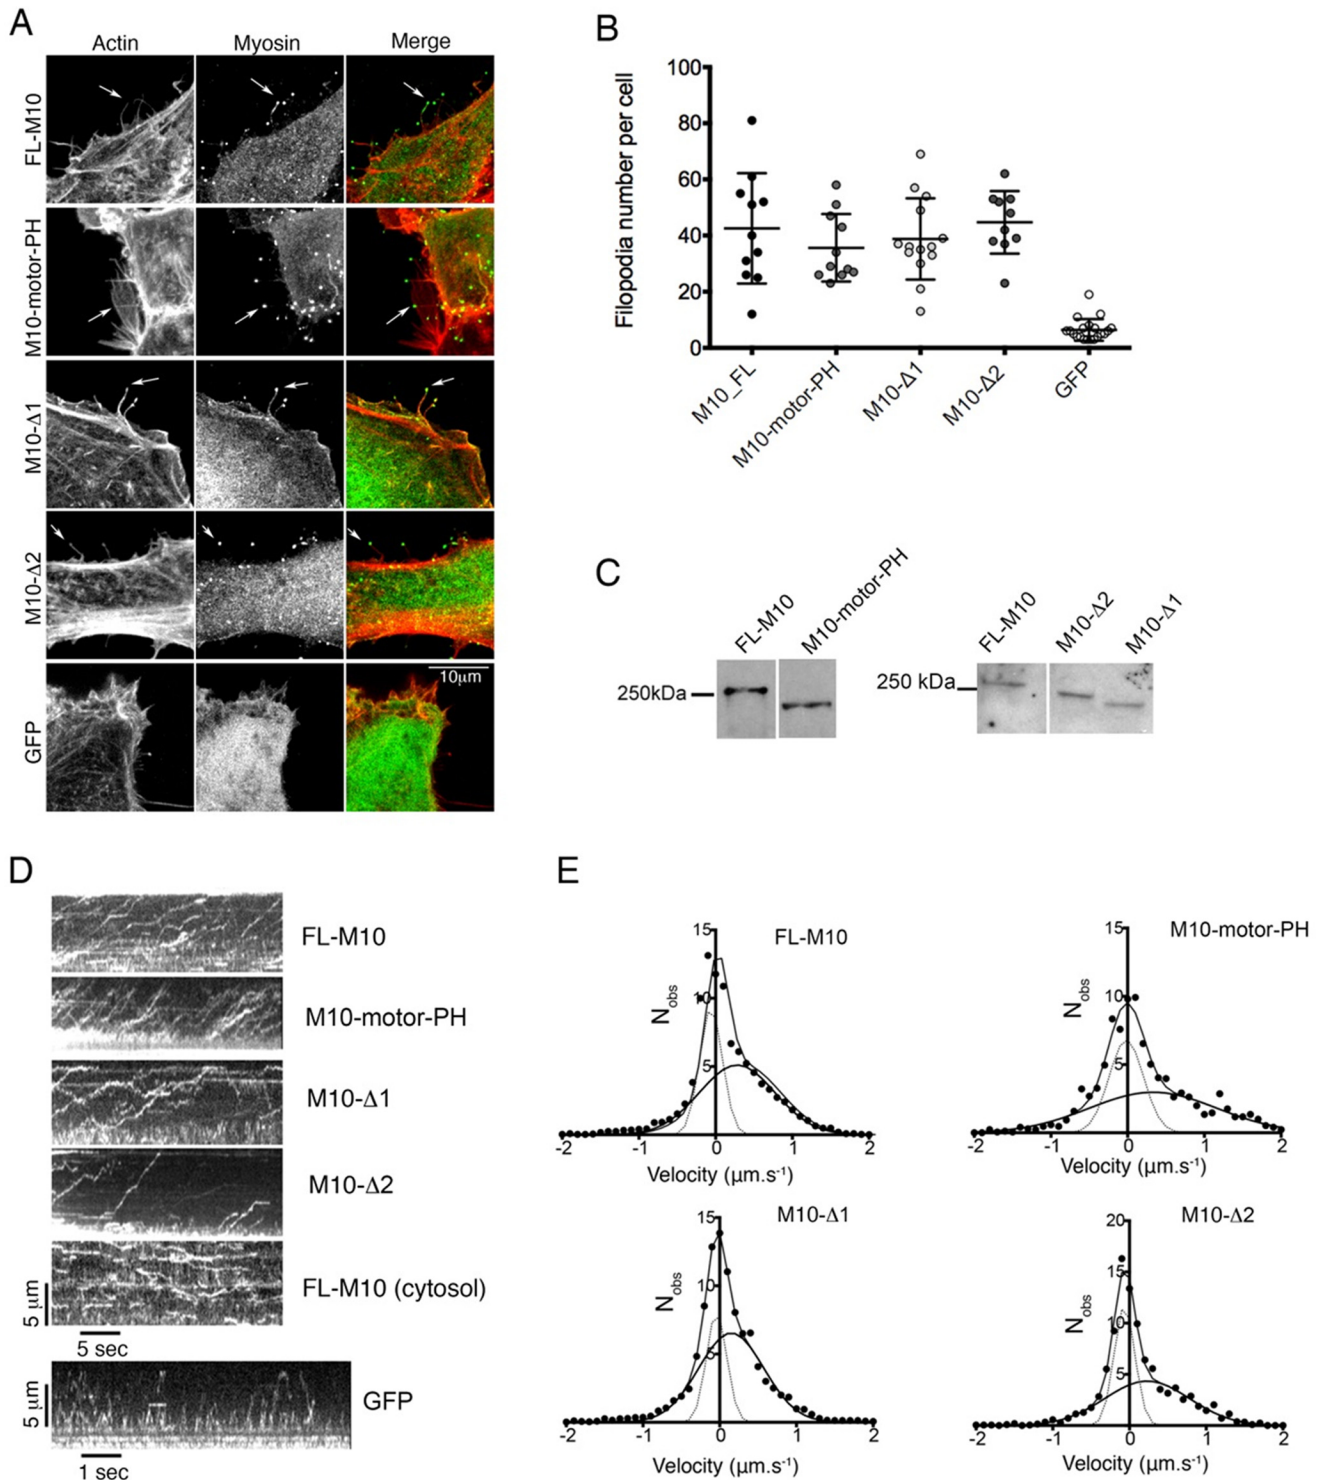 A
Actin Myosin Merge
FL-M10
M10-motor-PH
M10-Δ1
M10-Δ2
GFP
10µm
B
Filopodia number per cell
100
80
60
40
20
0
M10_FL
M10-motor-PH
M10-Δ1
M10-Δ2
GFP
C
FL-M10
M10-motor-PH
250kDa
FL-M10
M10-Δ2
M10-Δ1
250 kDa
D
FL-M10
M10-motor-PH
M10-Δ1
M10-Δ2
FL-M10 (cytosol)
5 µm
5 sec
GFP
5 µm
1 sec
E
FL-M10
15
10
5
Nobs
-2 -1 0 1 2
Velocity (µm.s-1)
M10-motor-PH
15
10
5
Nobs
-2 -1 0 1 2
Velocity (µm.s-1)
M10-Δ1
15
10
5
Nobs
-2 -1 0 1 2
Velocity (µm.s-1)
M10-Δ2
20
15
10
5
Nobs
-2 -1 0 1 2
Velocity (µm.s-1)